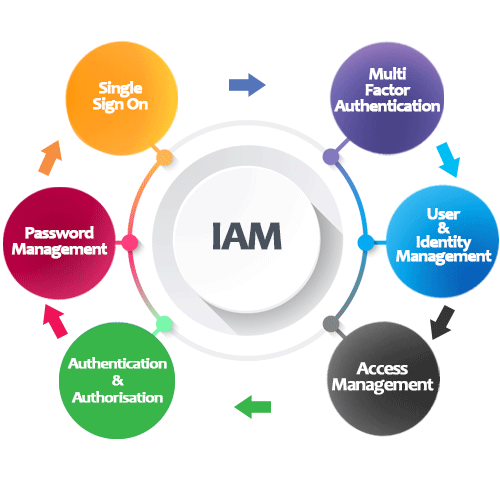 Single
Sign On
Multi
Factor
Authentication
User
&
Identity
Management
Access
Management
Authentication
&
Authorisation
Password
Management
IAM